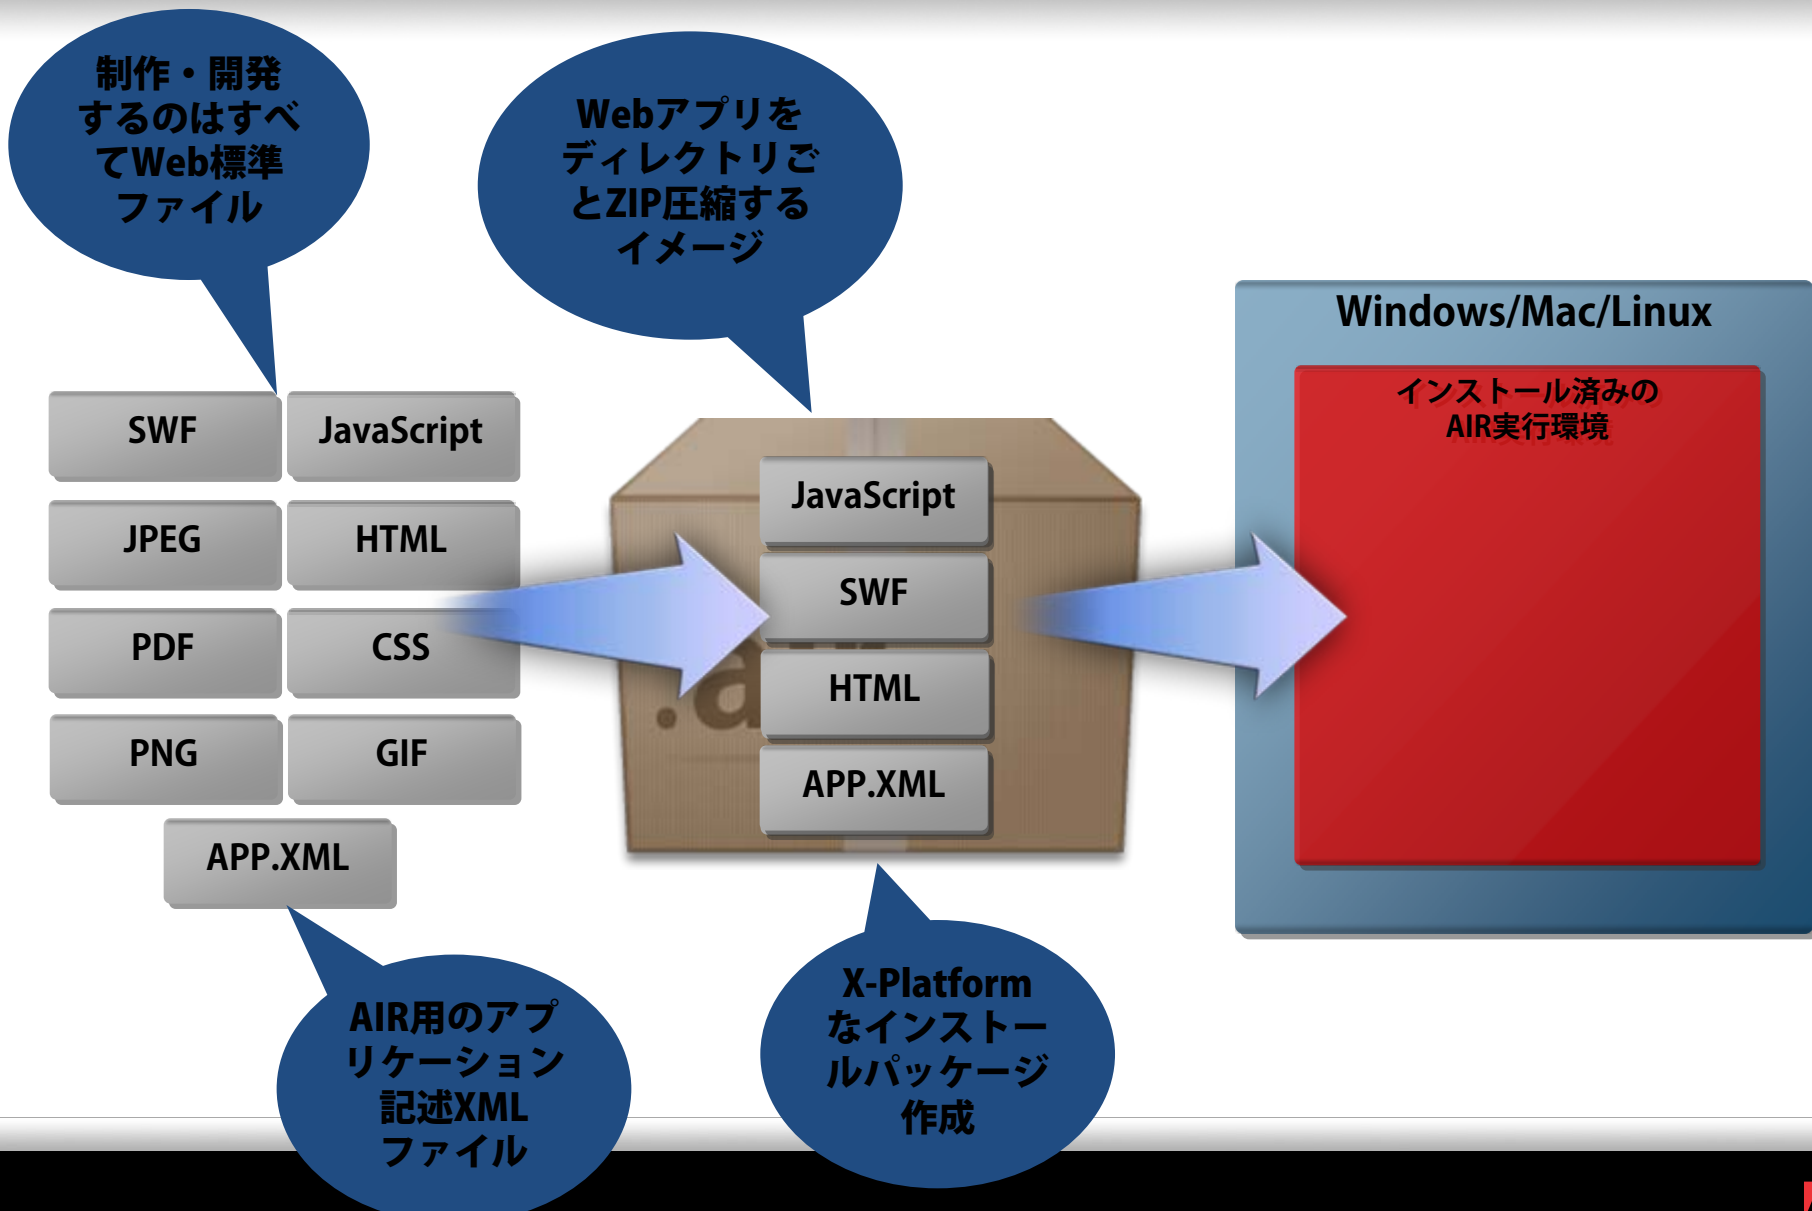 制作・開発
するのはすべ
てWeb標準
ファイル
Webアプリを
ディレクトリご
とZIP圧縮する
イメージ
Windows/Mac/Linux
インストール済みの
AIR実行環境
SWF
JavaScript
JPEG
HTML
PDF
CSS
PNG
GIF
APP.XML
JavaScript
SWF
HTML
APP.XML
AIR用のアプ
リケーション
記述XML
ファイル
X-Platform
なインストー
ルパッケージ
作成